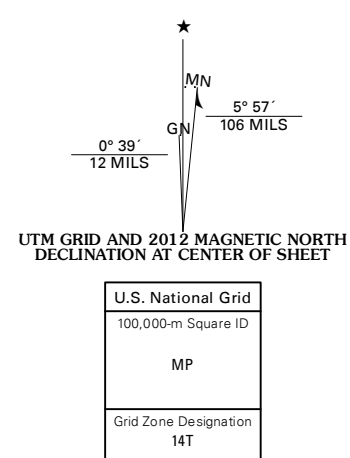 MN
GN
5° 57´
106 MILS
0° 39´
12 MILS
UTM GRID AND 2012 MAGNETIC NORTH
DECLINATION AT CENTER OF SHEET
U.S. National Grid
100,000-m Square ID
MP
Grid Zone Designation
14T